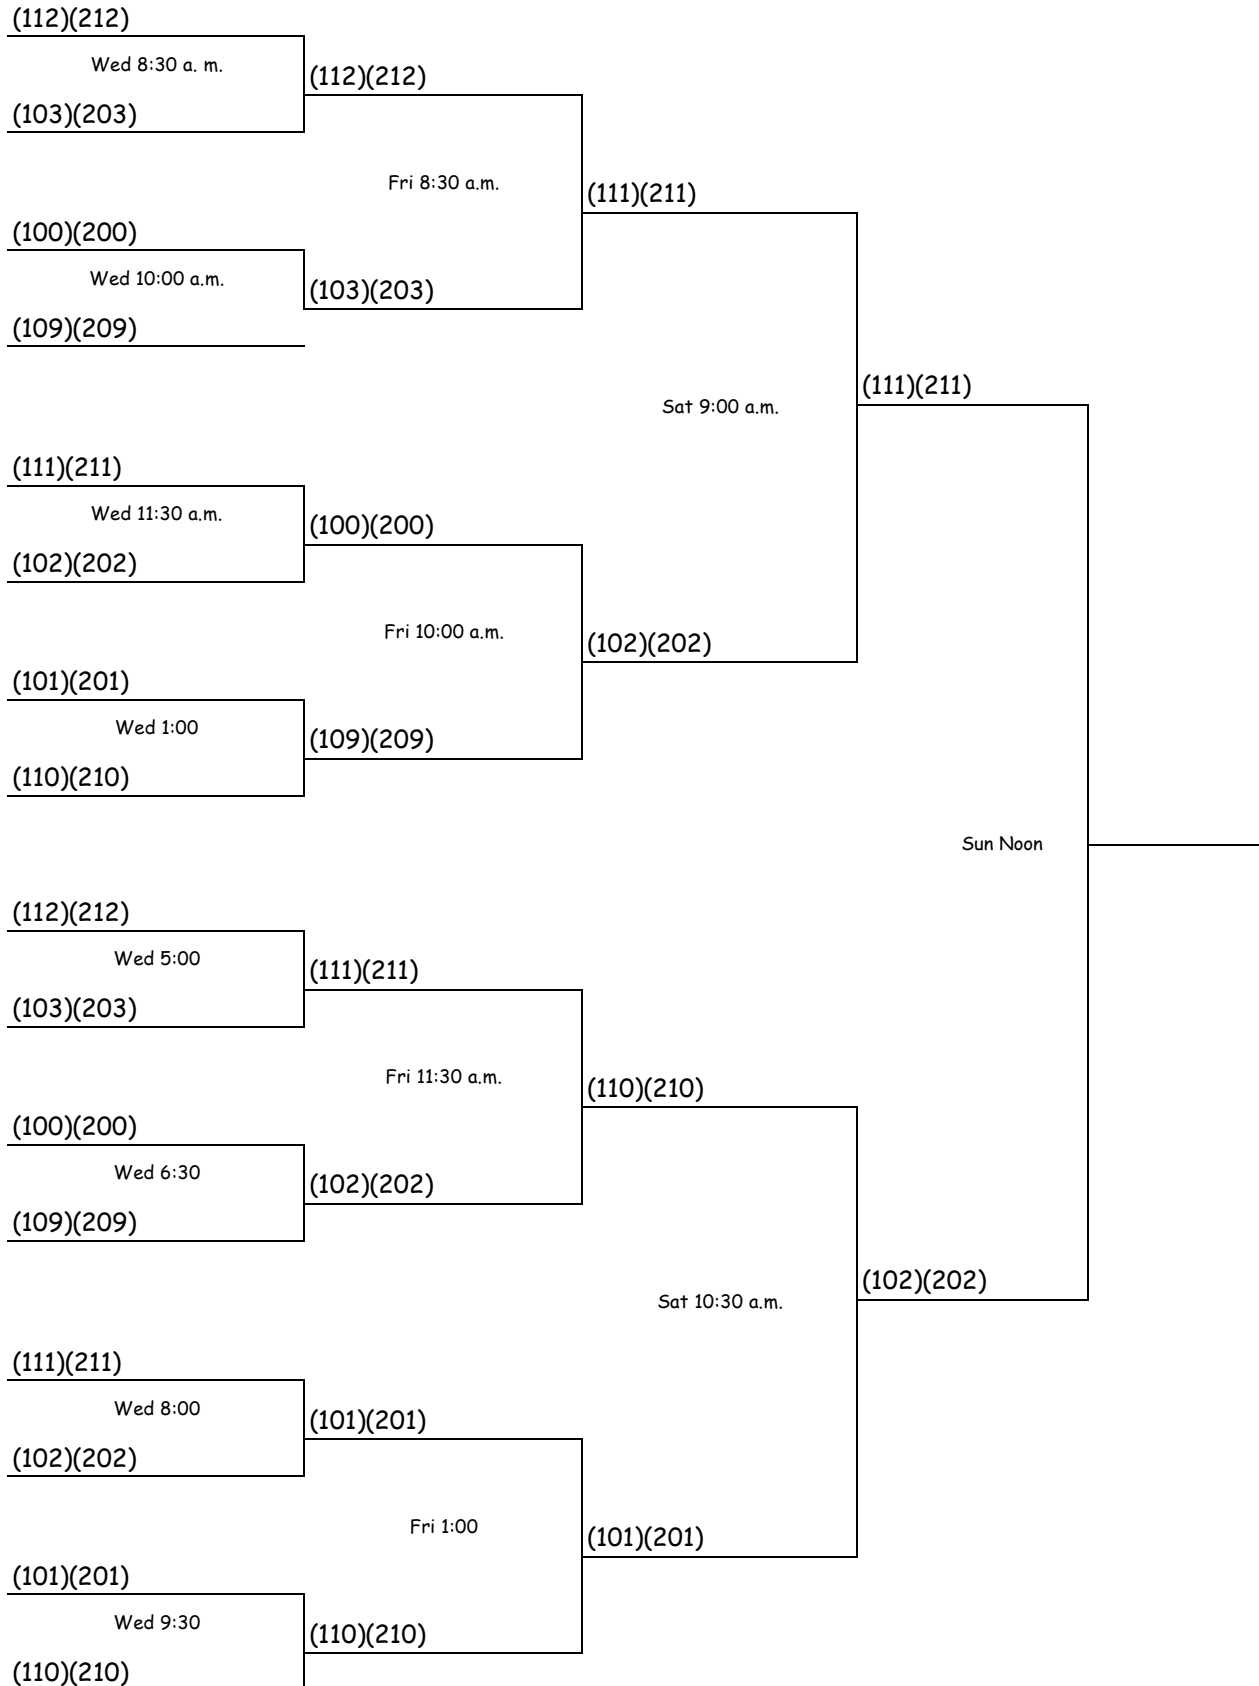 (112)(212)
Wed 8:30 a. m.
(112)(212)
(103)(203)
Fri 8:30 a.m.
(111)(211)
(100)(200)
Wed 10:00 a.m.
(103)(203)
(109)(209)
(111)(211)
Sat 9:00 a.m.
(111)(211)
Wed 11:30 a.m.
(100)(200)
(102)(202)
Fri 10:00 a.m.
(102)(202)
(101)(201)
Wed 1:00
(109)(209)
(110)(210)
Sun Noon
(112)(212)
Wed 5:00
(111)(211)
(103)(203)
Fri 11:30 a.m.
(110)(210)
(100)(200)
Wed 6:30
(102)(202)
(109)(209)
(102)(202)
Sat 10:30 a.m.
(111)(211)
Wed 8:00
(101)(201)
(102)(202)
Fri 1:00
(101)(201)
(101)(201)
Wed 9:30
(110)(210)
(110)(210)